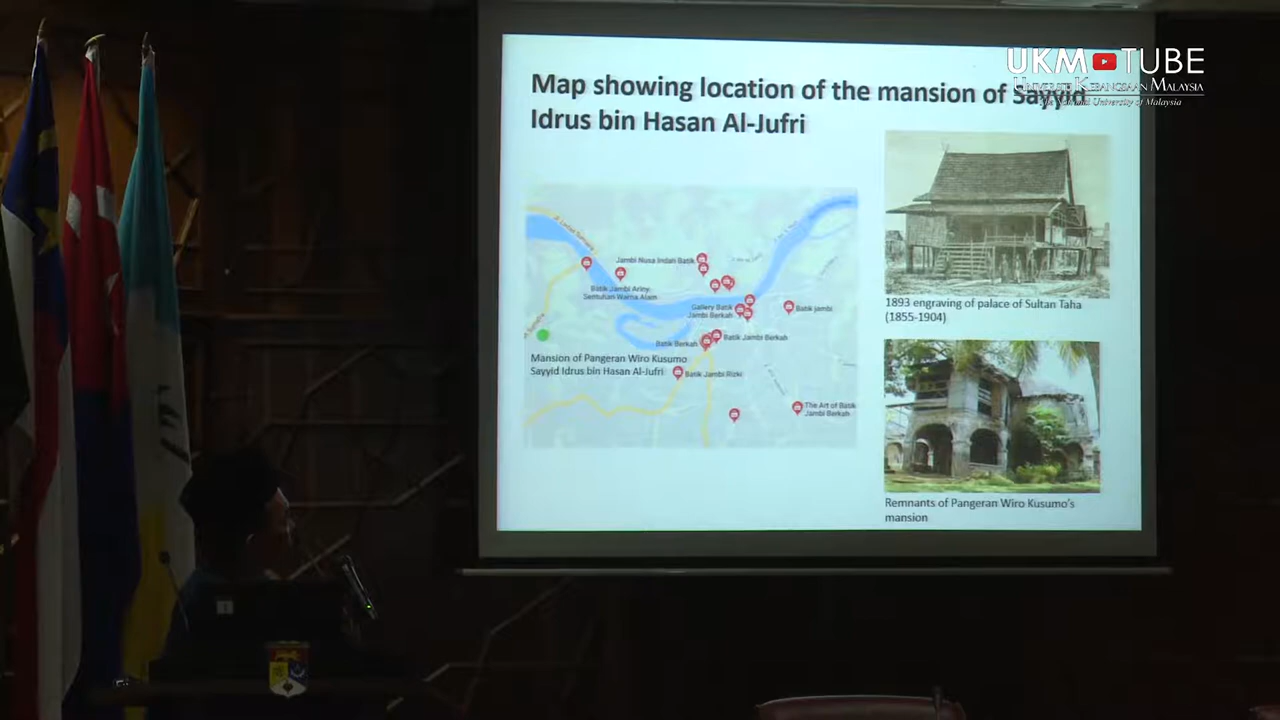 UKM TUBE
UNIVERSITI KEBANGSAAN MALAYSIA
The National University of Malaysia
Map showing location of the mansion of Sayyid
Idrus bin Hasan Al-Jufri
Jambi Nusa Indah Batik
Batik Jambi Ariny
Sentuhan Warna Alam
Gallery Batik
Jambi Berkah
Batik jambi
Batik Berkah
Batik Jambi Berkah
Mansion of Pangeran Wiro Kusumo
Sayyid Idrus bin Hasan Al-Jufri
Batik Jambi Rizki
The Art of Batik
Jambi Berkah
1893 engraving of palace of Sultan Taha
(1855-1904)
Remnants of Pangeran Wiro Kusumo's
mansion